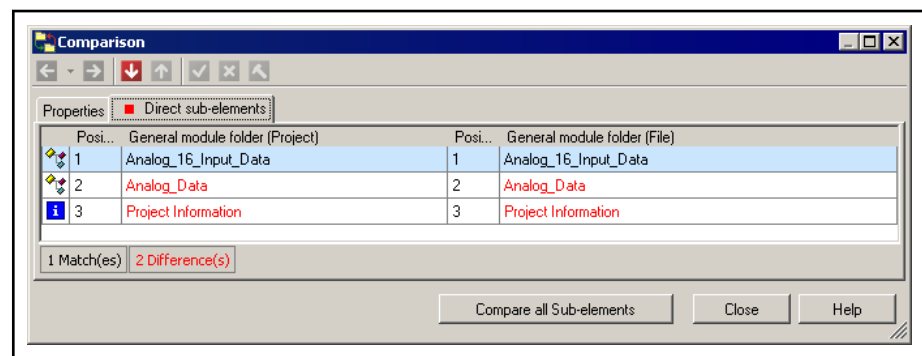 Comparison
Properties Direct sub-elements
Posi... General module folder (Project) Posi... General module folder (File)
1 Analog_16_Input_Data 1 Analog_16_Input_Data
2 Analog_Data 2 Analog_Data
3 Project Information 3 Project Information
1 Match(es) 2 Difference(s)
Compare all Sub-elements Close Help